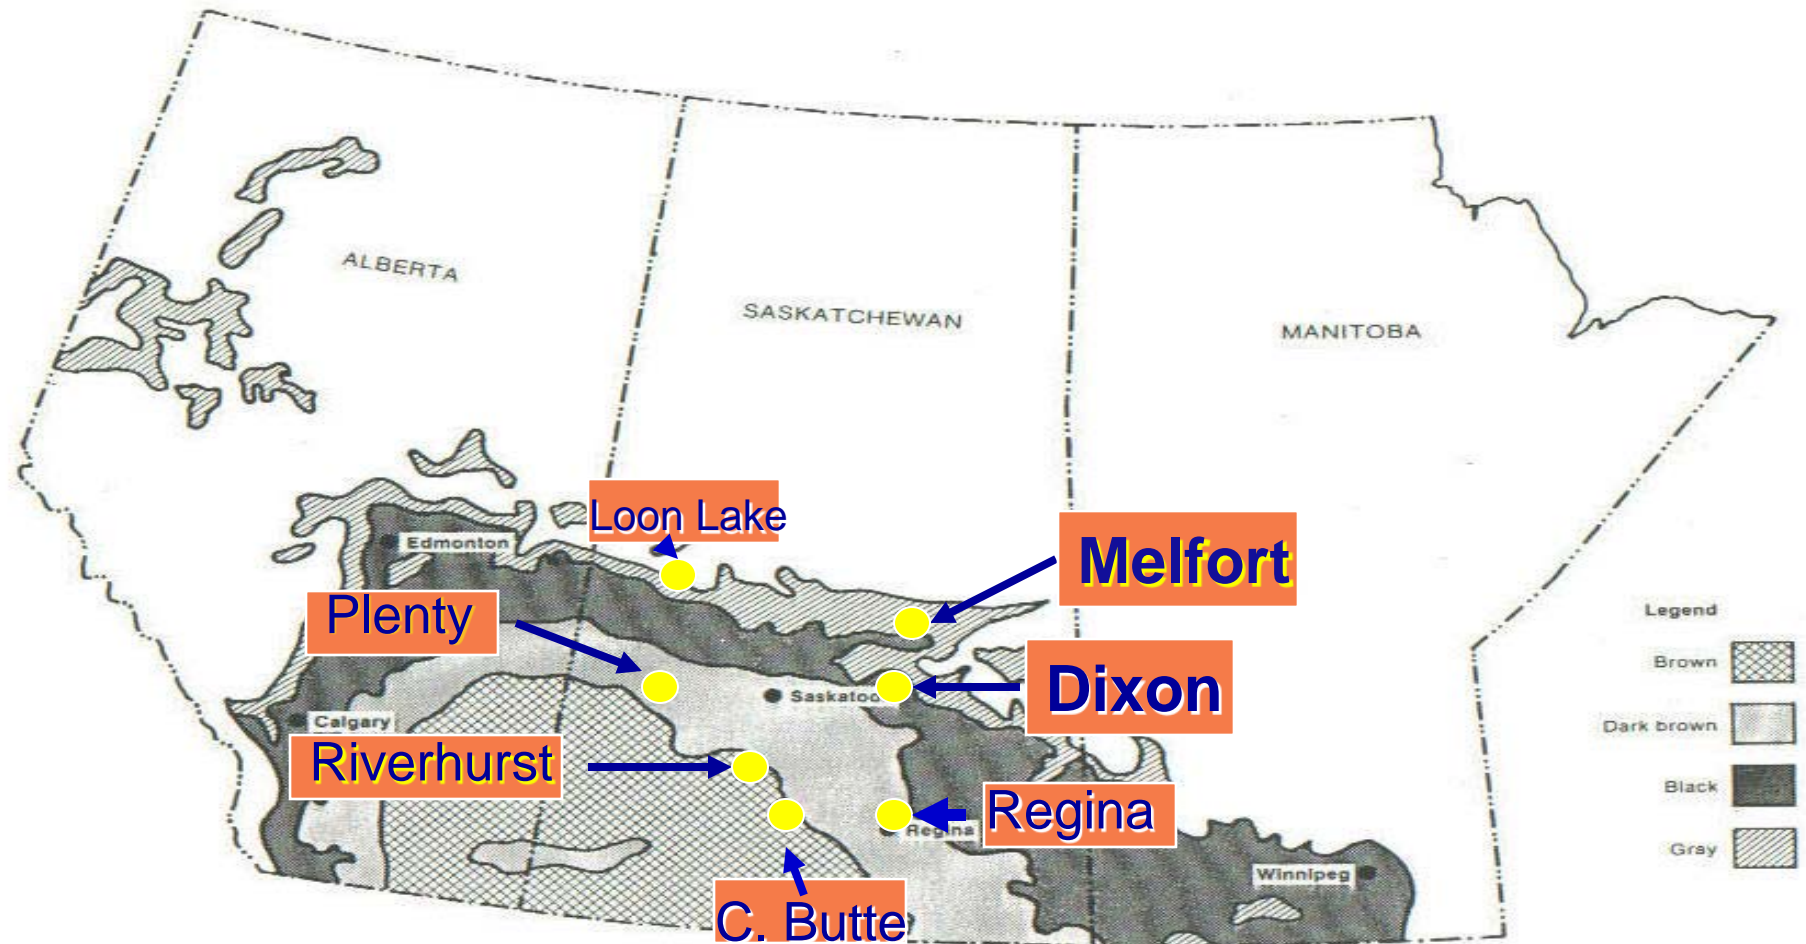 ALBERTA
SASKATCHEWAN
MANITOBA
Loon Lake
Edmonton
Melfort
Plenty
Legend
Brown
Dixon
Saskatoo
Calgary
Dark brown
Riverhurst
Black
Regina
Regina
Gray
Winnipeg
C. Butte